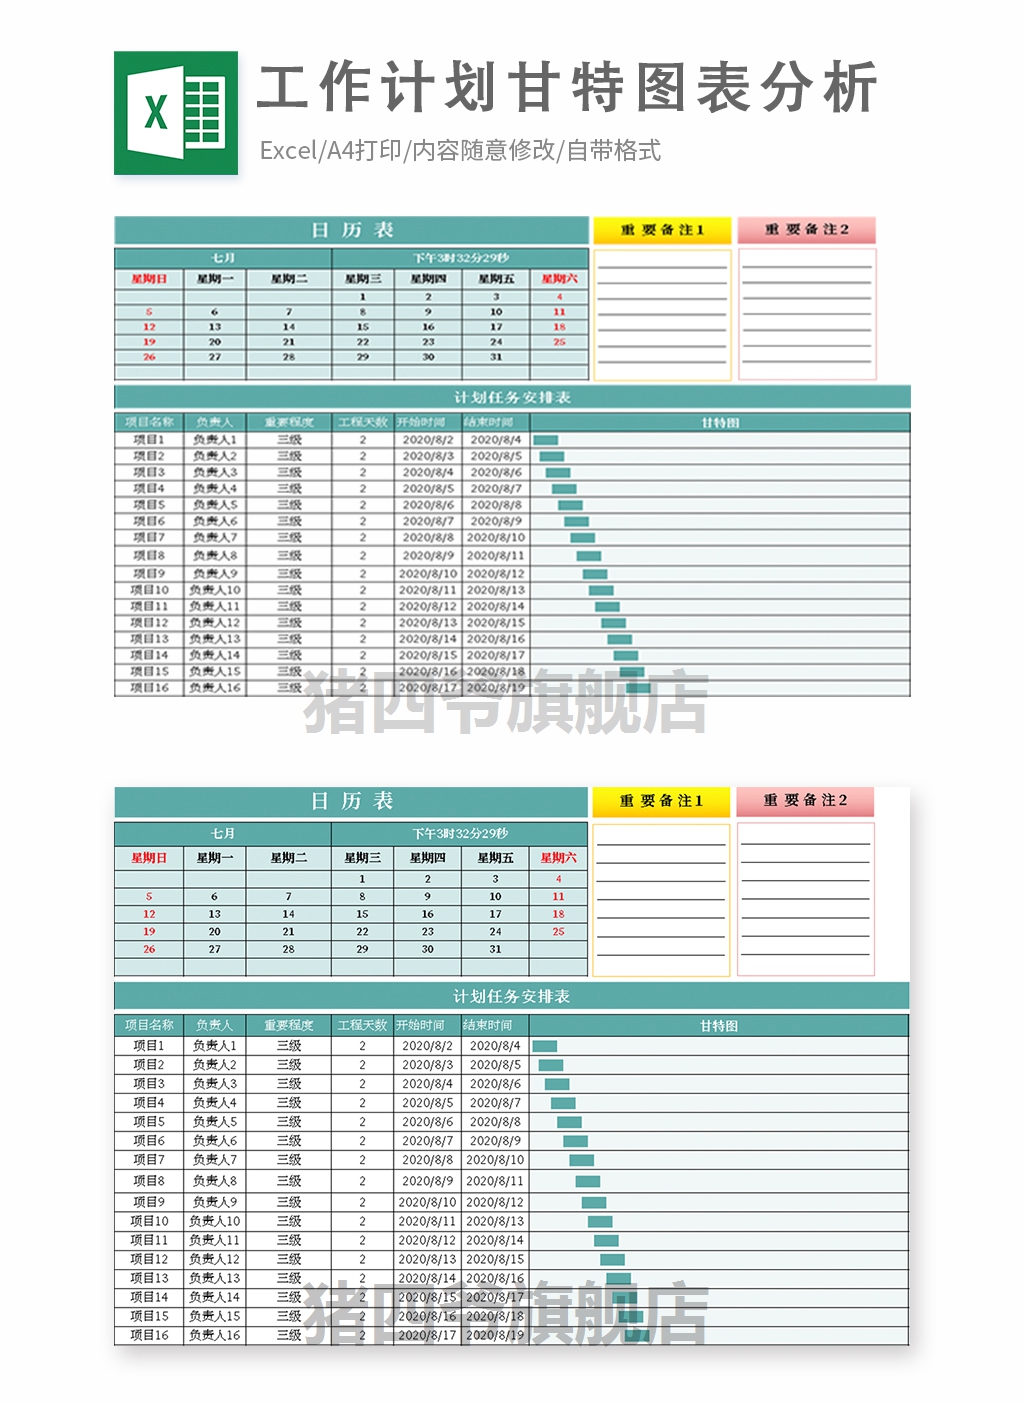 X
工作计划甘特图表分析
Excel/A4打印/内容随意修改/自带格式
日 历 表 重 要 备 注 1 重 要 备 注 2
七月 下午3时32分29秒
星期日 星期一 星期二 星期三 星期四 星期五 星期六
1 2 3 4
5 6 7 8 9 10 11
12 13 14 15 16 17 18
19 20 21 22 23 24 25
26 27 28 29 30 31
计划任务安排表
项目名称 负责人 重要程度 工程天数 开始时间 结束时间 甘特图
项目1 负责人1 三级 2 2020/8/2 2020/8/4
项目2 负责人2 三级 2 2020/8/3 2020/8/5
项目3 负责人3 三级 2 2020/8/4 2020/8/6
项目4 负责人4 三级 2 2020/8/5 2020/8/7
项目5 负责人5 三级 2 2020/8/6 2020/8/8
项目6 负责人6 三级 2 2020/8/7 2020/8/9
项目7 负责人7 三级 2 2020/8/8 2020/8/10
项目8 负责人8 三级 2 2020/8/9 2020/8/11
项目9 负责人9 三级 2 2020/8/10 2020/8/12
项目10 负责人10 三级 2 2020/8/11 2020/8/13
项目11 负责人11 三级 2 2020/8/12 2020/8/14
项目12 负责人12 三级 2 2020/8/13 2020/8/15
项目13 负责人13 三级 2 2020/8/14 2020/8/16
项目14 负责人14 三级 2 2020/8/15 2020/8/17
项目15 负责人15 三级 2 2020/8/16 2020/8/18
项目16 负责人16 三级 2 2020/8/17 2020/8/19
猪四爷旗舰店
日 历 表 重 要 备 注 1 重 要 备 注 2
七月 下午3时32分29秒
星期日 星期一 星期二 星期三 星期四 星期五 星期六
1 2 3 4
5 6 7 8 9 10 11
12 13 14 15 16 17 18
19 20 21 22 23 24 25
26 27 28 29 30 31
计划任务安排表
项目名称 负责人 重要程度 工程天数 开始时间 结束时间 甘特图
项目1 负责人1 三级 2 2020/8/2 2020/8/4
项目2 负责人2 三级 2 2020/8/3 2020/8/5
项目3 负责人3 三级 2 2020/8/4 2020/8/6
项目4 负责人4 三级 2 2020/8/5 2020/8/7
项目5 负责人5 三级 2 2020/8/6 2020/8/8
项目6 负责人6 三级 2 2020/8/7 2020/8/9
项目7 负责人7 三级 2 2020/8/8 2020/8/10
项目8 负责人8 三级 2 2020/8/9 2020/8/11
项目9 负责人9 三级 2 2020/8/10 2020/8/12
项目10 负责人10 三级 2 2020/8/11 2020/8/13
项目11 负责人11 三级 2 2020/8/12 2020/8/14
项目12 负责人12 三级 2 2020/8/13 2020/8/15
项目13 负责人13 三级 2 2020/8/14 2020/8/16
项目14 负责人14 三级 2 2020/8/15 2020/8/17
项目15 负责人15 三级 2 2020/8/16 2020/8/18
项目16 负责人16 三级 2 2020/8/17 2020/8/19
猪四爷旗舰店